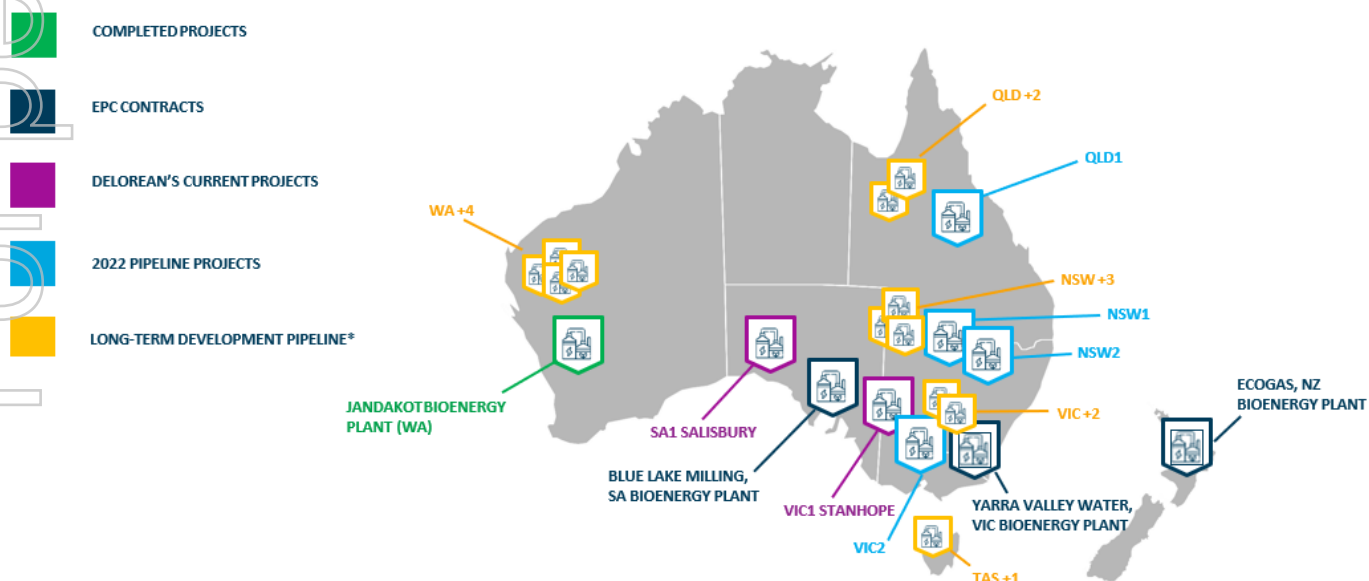 COMPLETED PROJECTS
EPC CONTRACTS
DELOREAN'S CURRENT PROJECTS
2022 PIPELINE PROJECTS
LONG-TERM DEVELOPMENT PIPELINE*
QLD +2
QLD1
WA +4
NSW +3
NSW1
NSW2
ECOGAS, NZ
BIOENERGY PLANT
JANDAKOT BIOENERGY
PLANT (WA)
SA1 SALISBURY
VIC +2
BLUE LAKE MILLING,
SA BIOENERGY PLANT
VIC1 STANHOPE
YARRA VALLEY WATER,
VIC BIOENERGY PLANT
VIC2
TAS +1